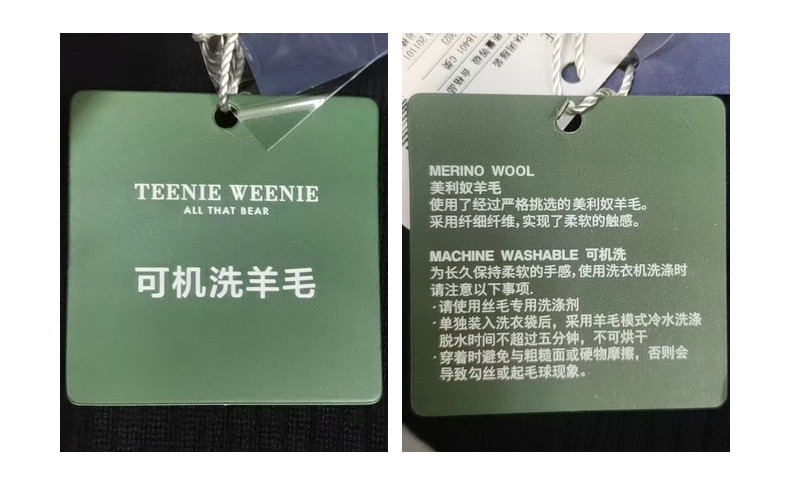 TEENIE WEENIE
ALL THAT BEAR
可机洗羊毛
MERINO WOOL
美利奴羊毛
使用了经过严格挑选的美利奴羊毛。
采用纤细纤维,实现了柔软的触感。
MACHINE WASHABLE 可机洗
为长久保持柔软的手感,使用洗衣机洗涤时
请注意以下事项.
·请使用丝毛专用洗涤剂
·单独装入洗衣袋后，采用羊毛模式冷水洗涤
脱水时间不超过五分钟，不可烘干
·穿着时避免与粗糙面或硬物摩擦，否则会
导致勾丝或起毛球现象。